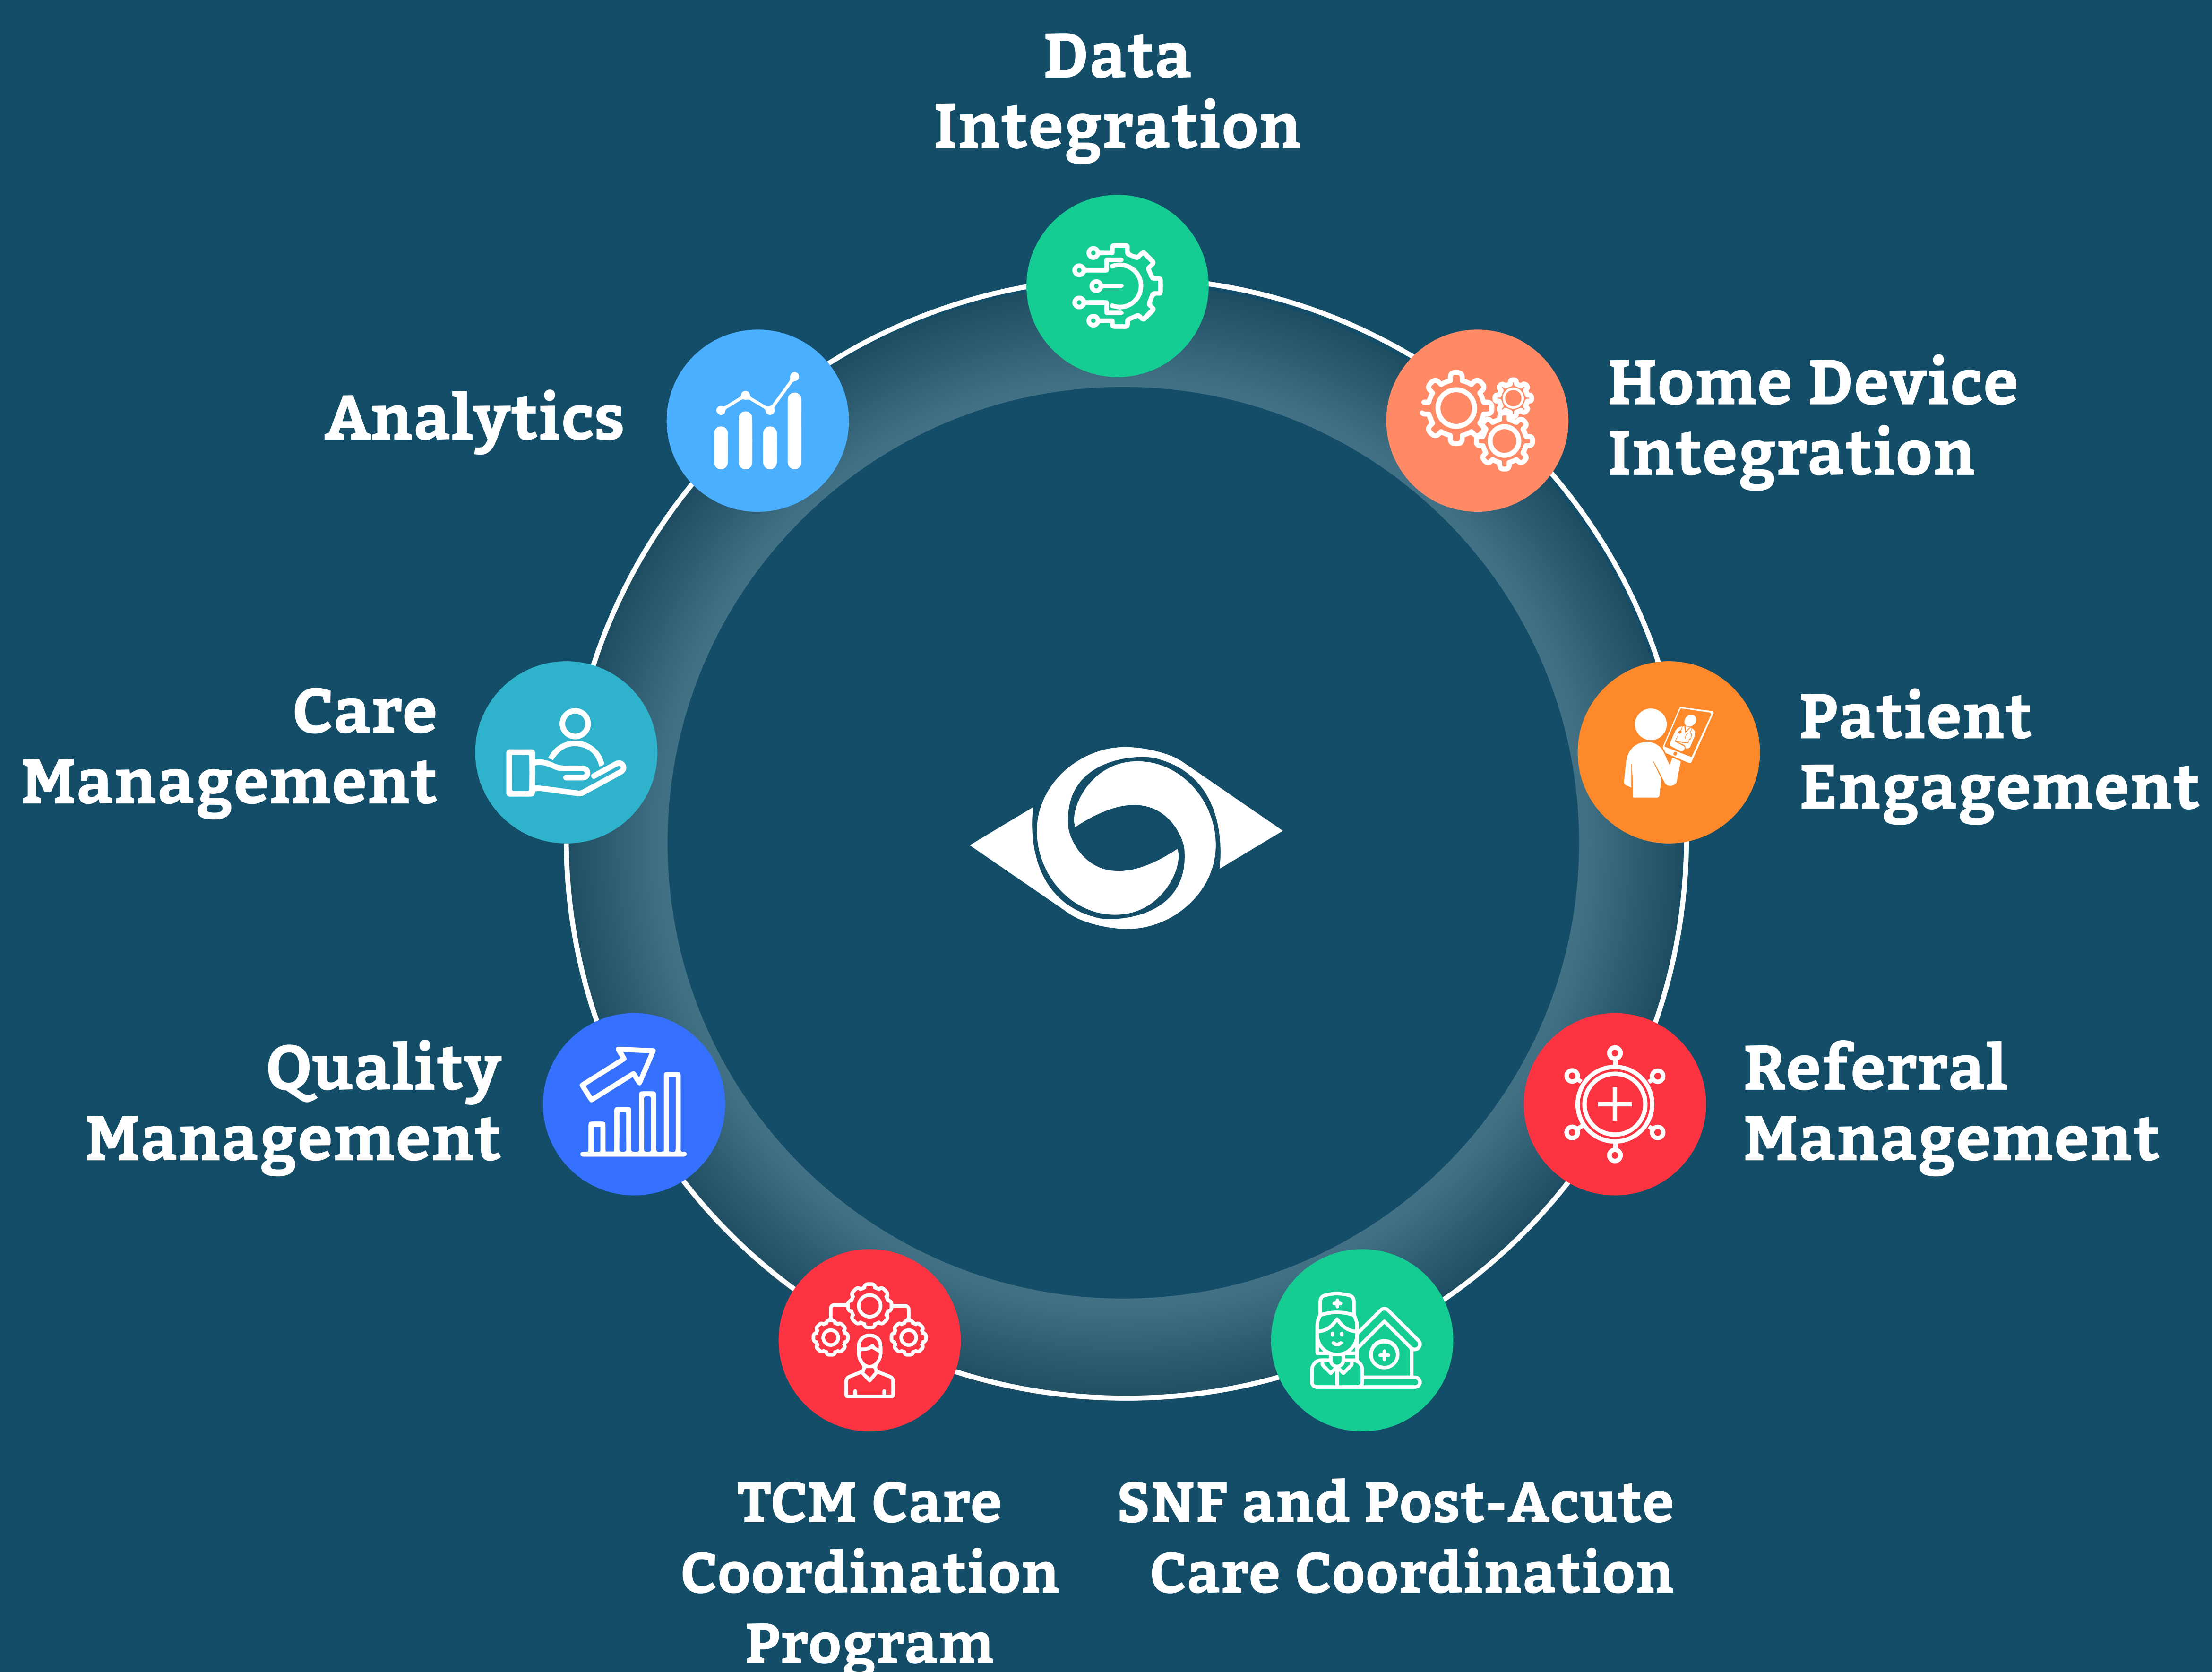 Data
Integration
Home Device
Integration
Patient
Engagement
Referral
Management
SNF and Post-Acute
Care Coordination
TCM Care
Coordination
Program
Quality
Management
Care
Management
Analytics